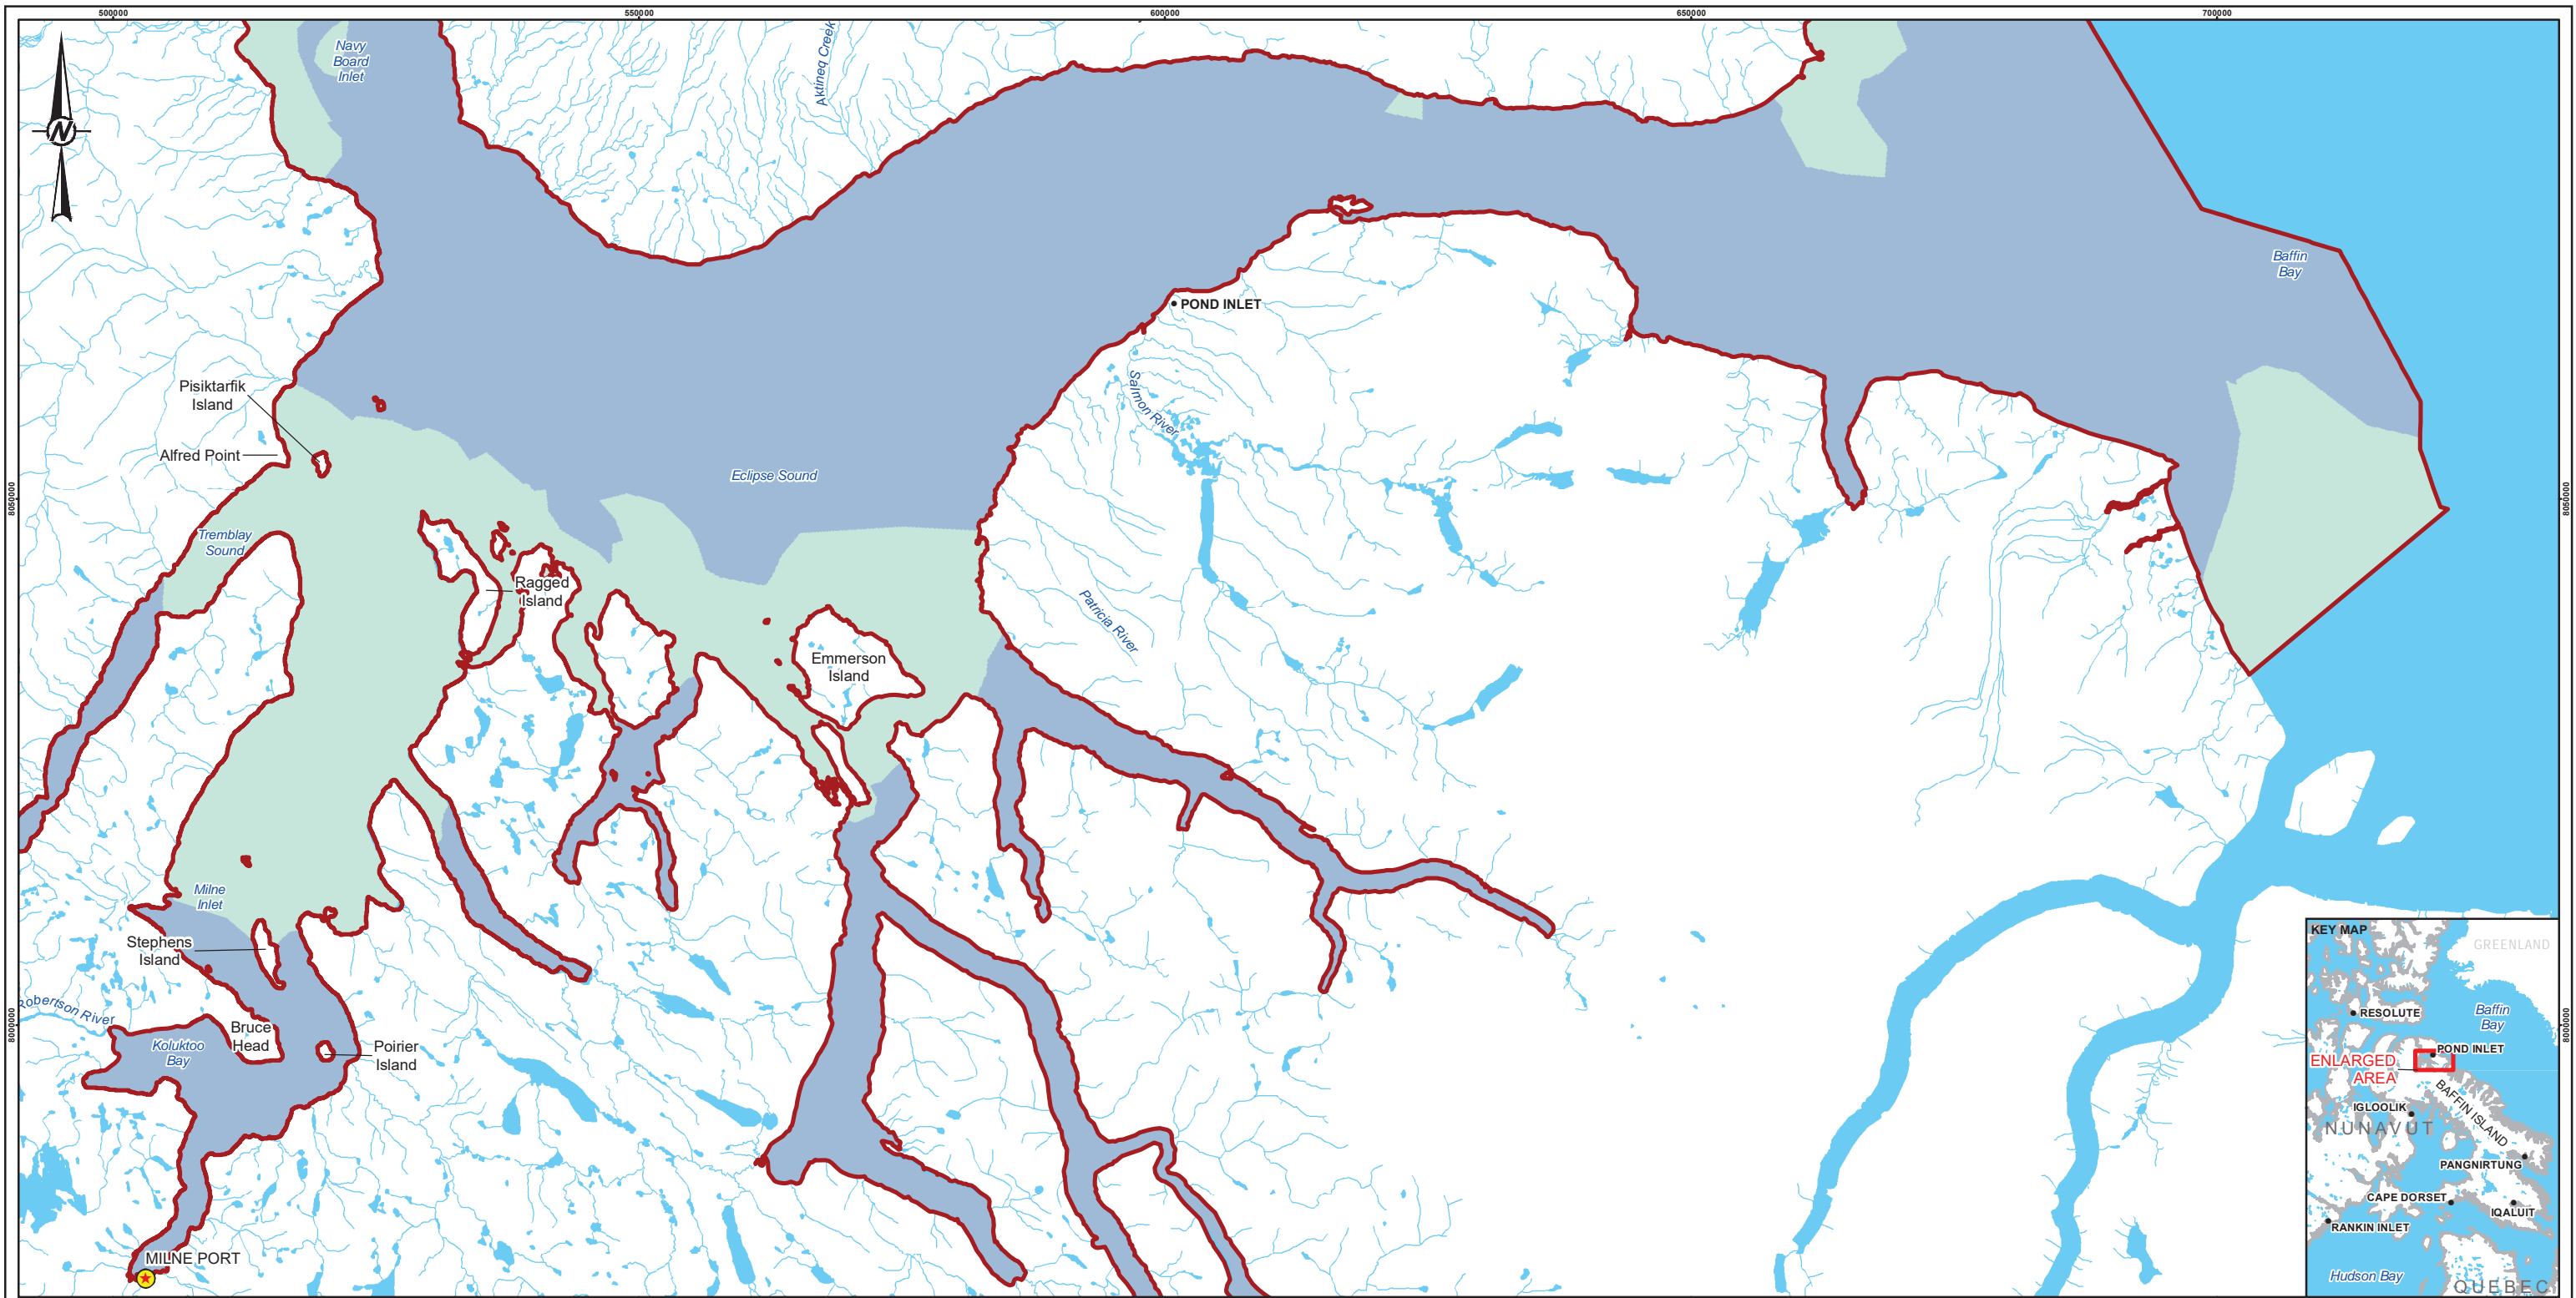 500000
550000
600000
650000
700000
Navy
Board
Inlet
Aktineq Creek
N
Baffin
Bay
POND INLET
Pisiktarfik
Island
Salmon River
Alfred Point
Eclipse Sound
8050000
8050000
Tremblay
Sound
Ragged
Island
Patricia River
Emmerson
Island
Milne
Inlet
Stephens
Island
Robertson River
8000000
8000000
Bruce
Head
Koluktoo
Bay
Poirier
Island
MILNE PORT
KEY MAP
GREENLAND
Baffin
Bay
RESOLUTE
POND INLET
ENLARGED
AREA
BAFFIN ISLAND
IGLOOLIK
NUNAVUT
PANGNIRTUNG
CAPE DORSET
IQALUIT
RANKIN INLET
Hudson Bay
QUEBEC